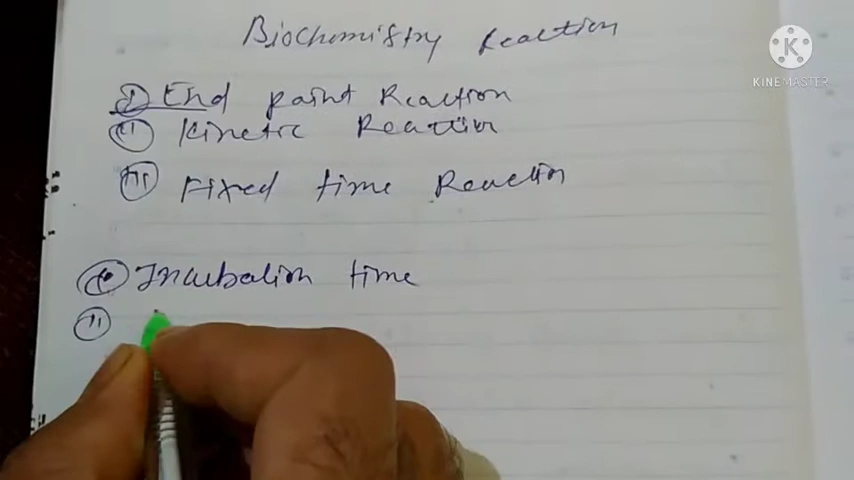 Biochemistry Reaction
K
KINEMASTER
(I) End point Reaction
(II) Kinetic Reaction
(III) Fixed time Reaction
(I) Incubation time
(II)